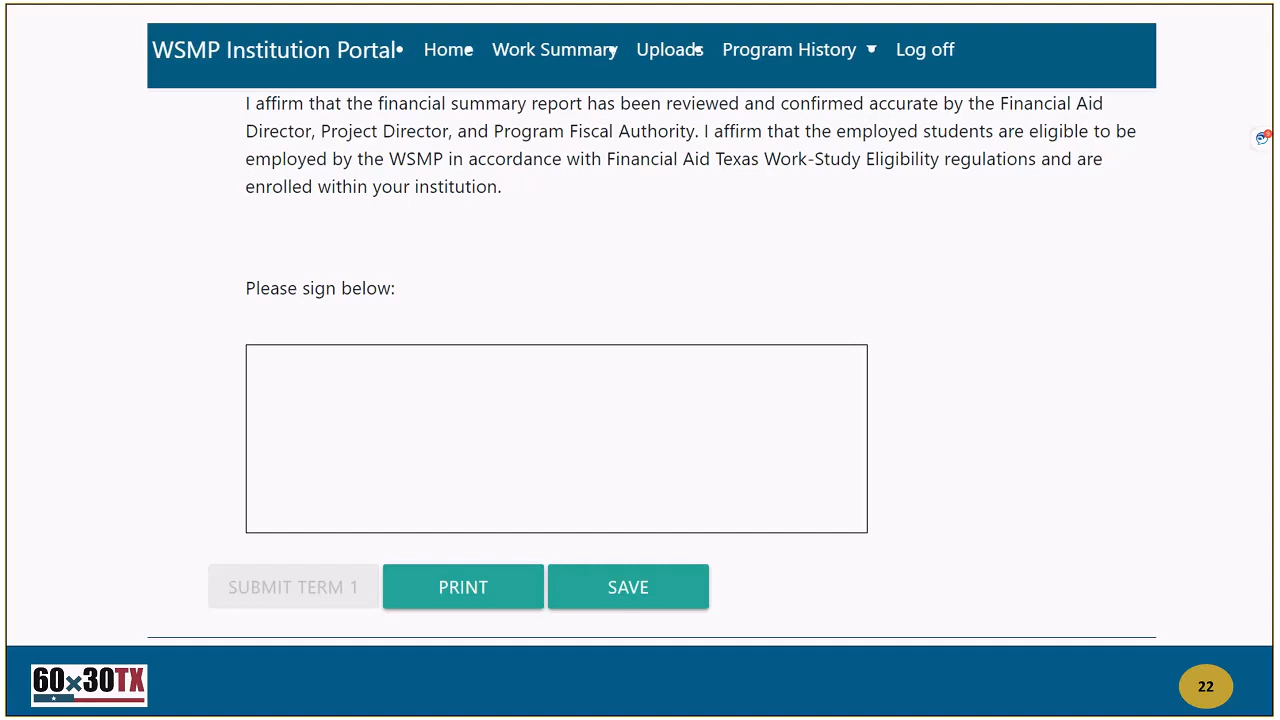 WSMP Institution Portal Home Work Summary Uploads Program History Log off
I affirm that the financial summary report has been reviewed and confirmed accurate by the Financial Aid
Director, Project Director, and Program Fiscal Authority. I affirm that the employed students are eligible to be
employed by the WSMP in accordance with Financial Aid Texas Work-Study Eligibility regulations and are
enrolled within your institution.
Please sign below:
SUBMIT TERM 1 PRINT SAVE
60x30TX
22